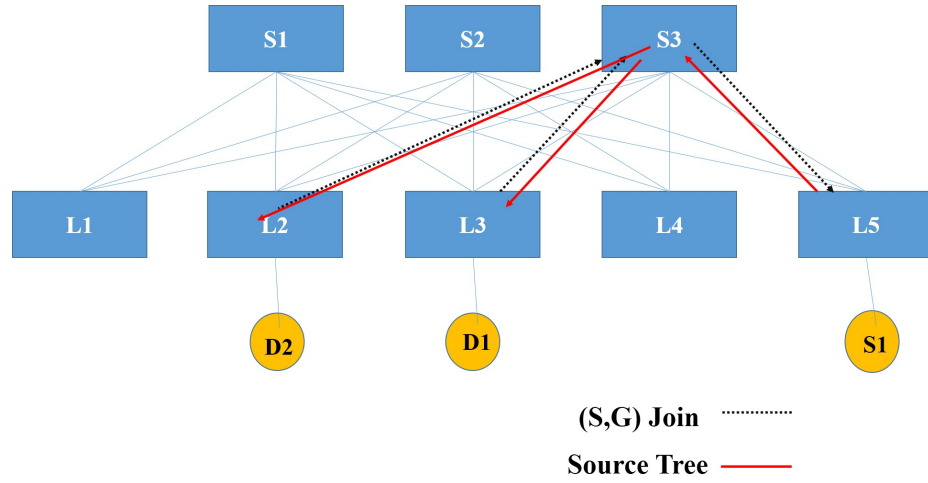 S1 S2 S3
L1 L2 L3 L4 L5
D2 D1 S1
(S,G) Join
Source Tree